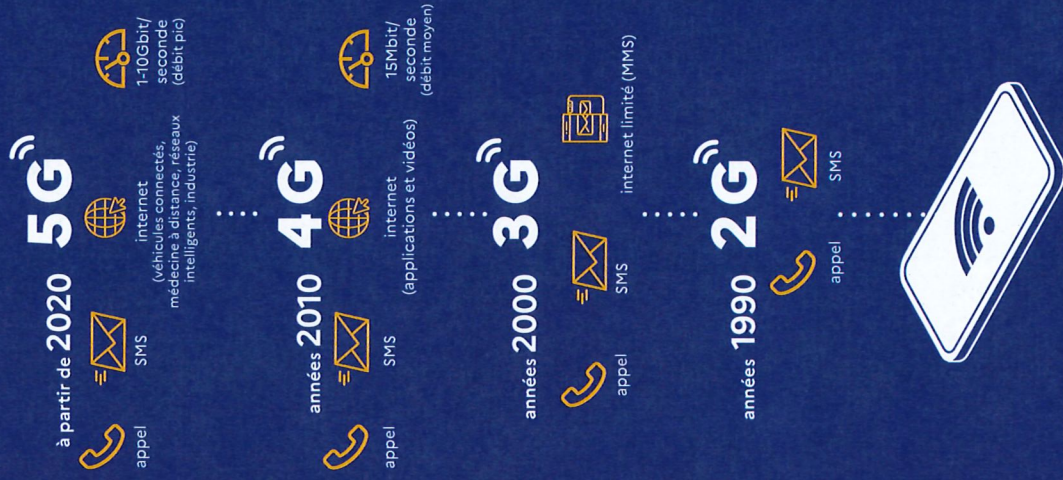 à partir de 2020 5G
appel
SMS
internet
(véhicules connectés,
médecine à distance, réseaux
intelligents, industrie)
1-10Gbit/
seconde
(débit pic)
années 2010 4G
appel
SMS
internet
(applications et vidéos)
15Mbit/
seconde
(débit moyen)
années 2000 3G
appel
SMS
internet limité (MMS)
années 1990 2G
appel
SMS